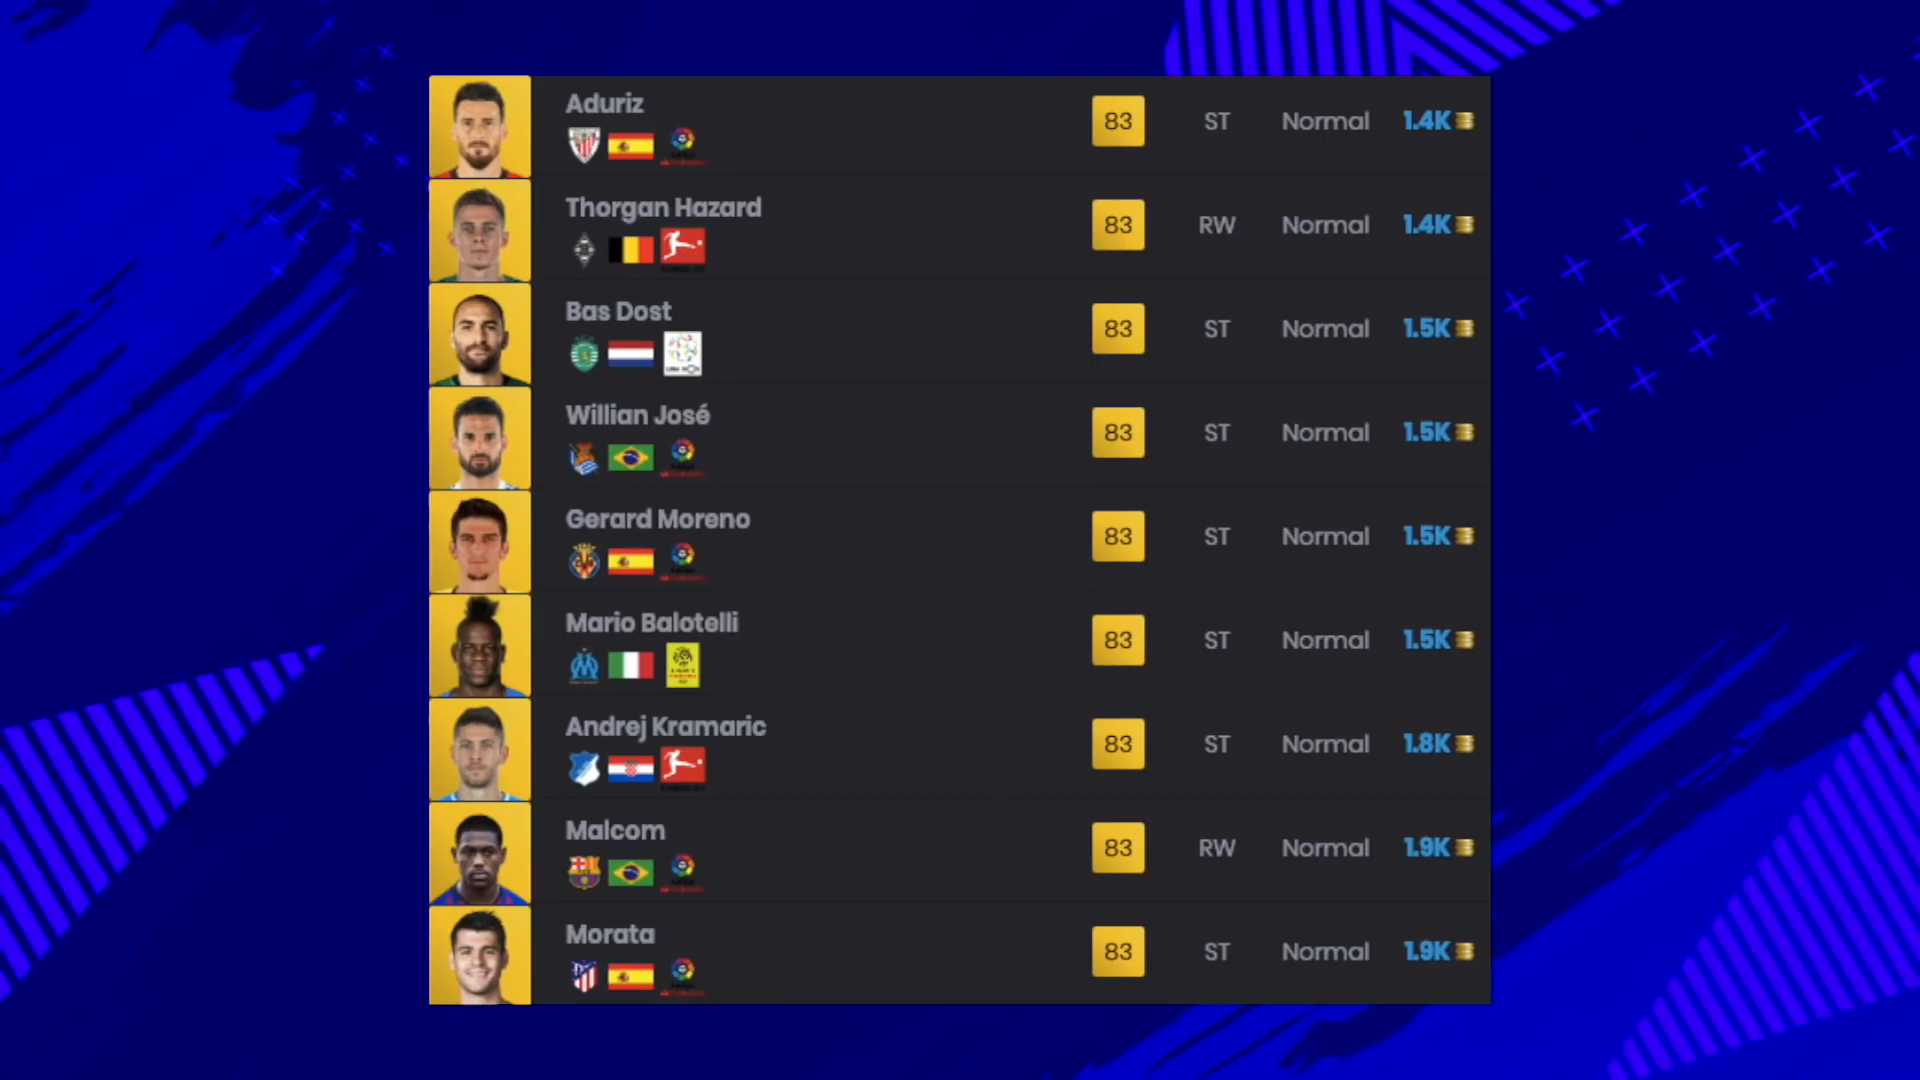 Aduriz
83 ST Normal 1.4K
Thorgan Hazard
83 RW Normal 1.4K
Bas Dost
83 ST Normal 1.5K
Willian José
83 ST Normal 1.5K
Gerard Moreno
83 ST Normal 1.5K
Mario Balotelli
83 ST Normal 1.5K
Andrej Kramaric
83 ST Normal 1.8K
Malcom
83 RW Normal 1.9K
Morata
83 ST Normal 1.9K